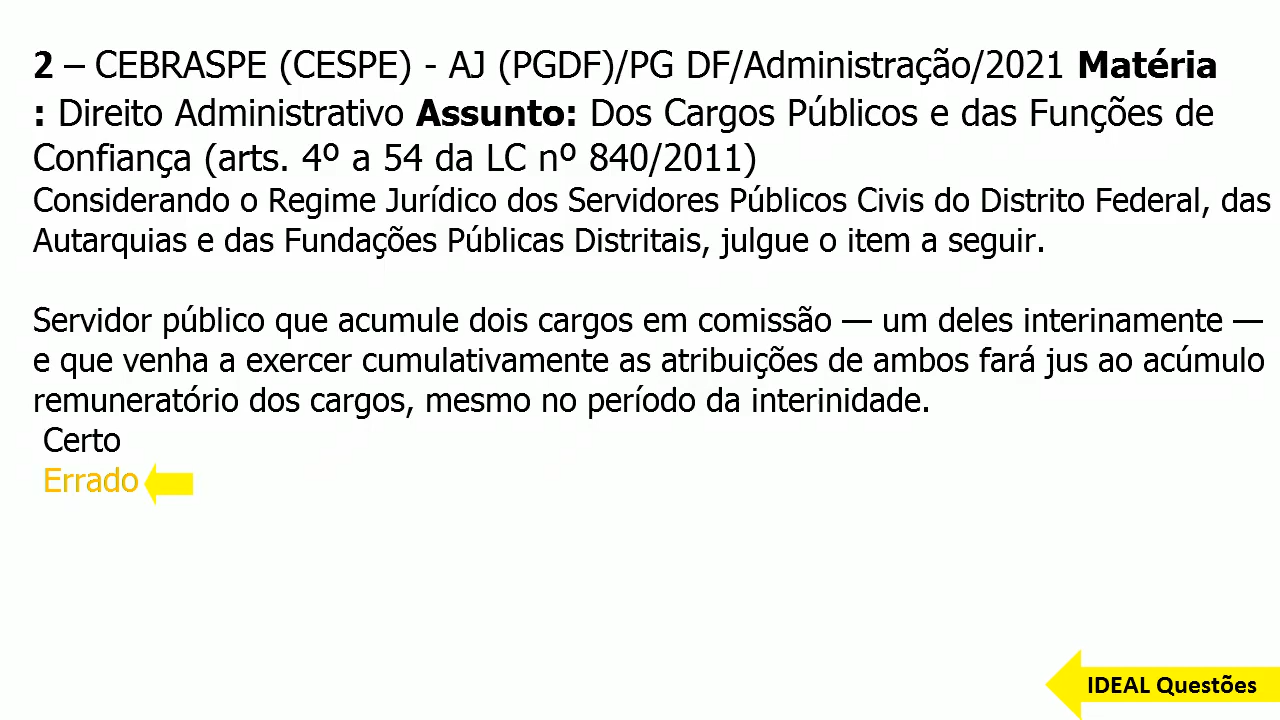 2 – CEBRASPE (CESPE) - AJ (PGDF)/PG DF/Administração/2021 Matéria
: Direito Administrativo Assunto: Dos Cargos Públicos e das Funções de
Confiança (arts. 4º a 54 da LC nº 840/2011)
Considerando o Regime Jurídico dos Servidores Públicos Civis do Distrito Federal, das
Autarquias e das Fundações Públicas Distritais, julgue o item a seguir.
Servidor público que acumule dois cargos em comissão — um deles interinamente —
e que venha a exercer cumulativamente as atribuições de ambos fará jus ao acúmulo
remuneratório dos cargos, mesmo no período da interinidade.
Certo
Errado
IDEAL Questões